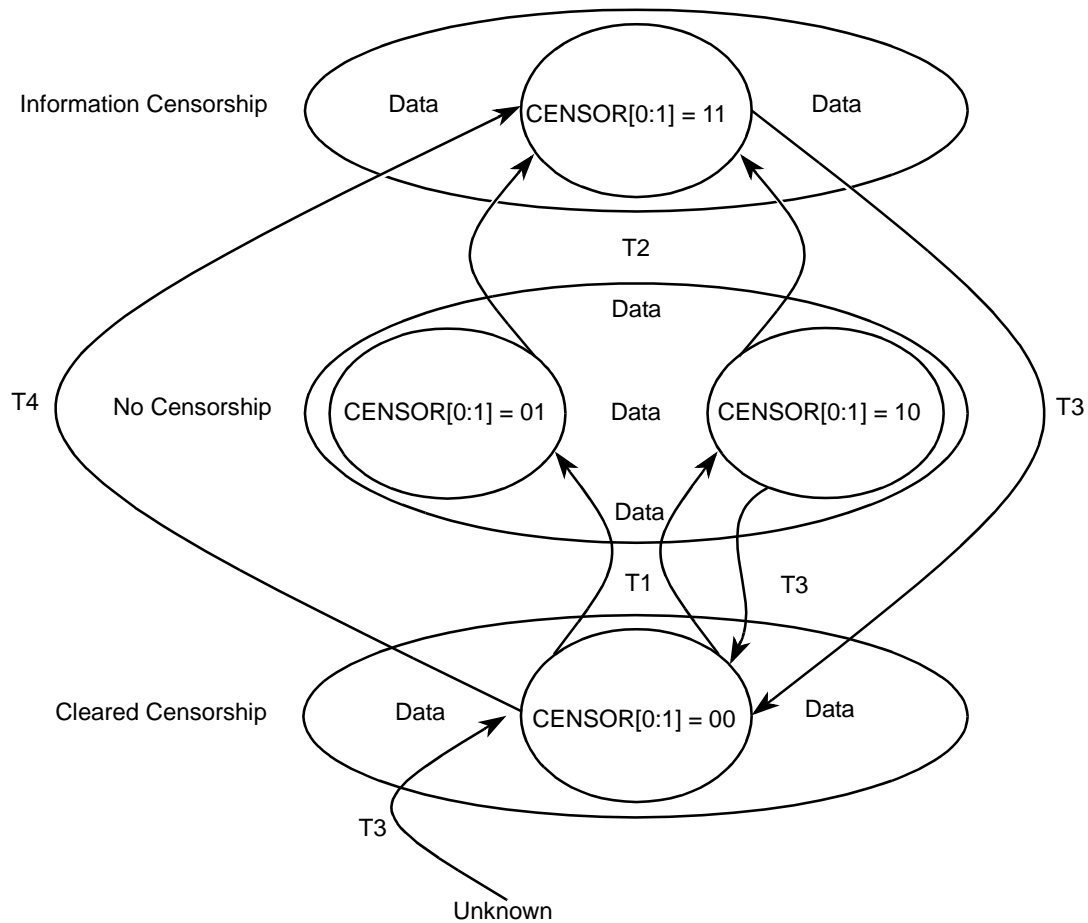 Information Censorship
Data
CENSOR[0:1] = 11
Data
T2
Data
T4
No Censorship
CENSOR[0:1] = 01
Data
CENSOR[0:1] = 10
T3
Data
T1
T3
Cleared Censorship
Data
CENSOR[0:1] = 00
Data
T3
Unknown